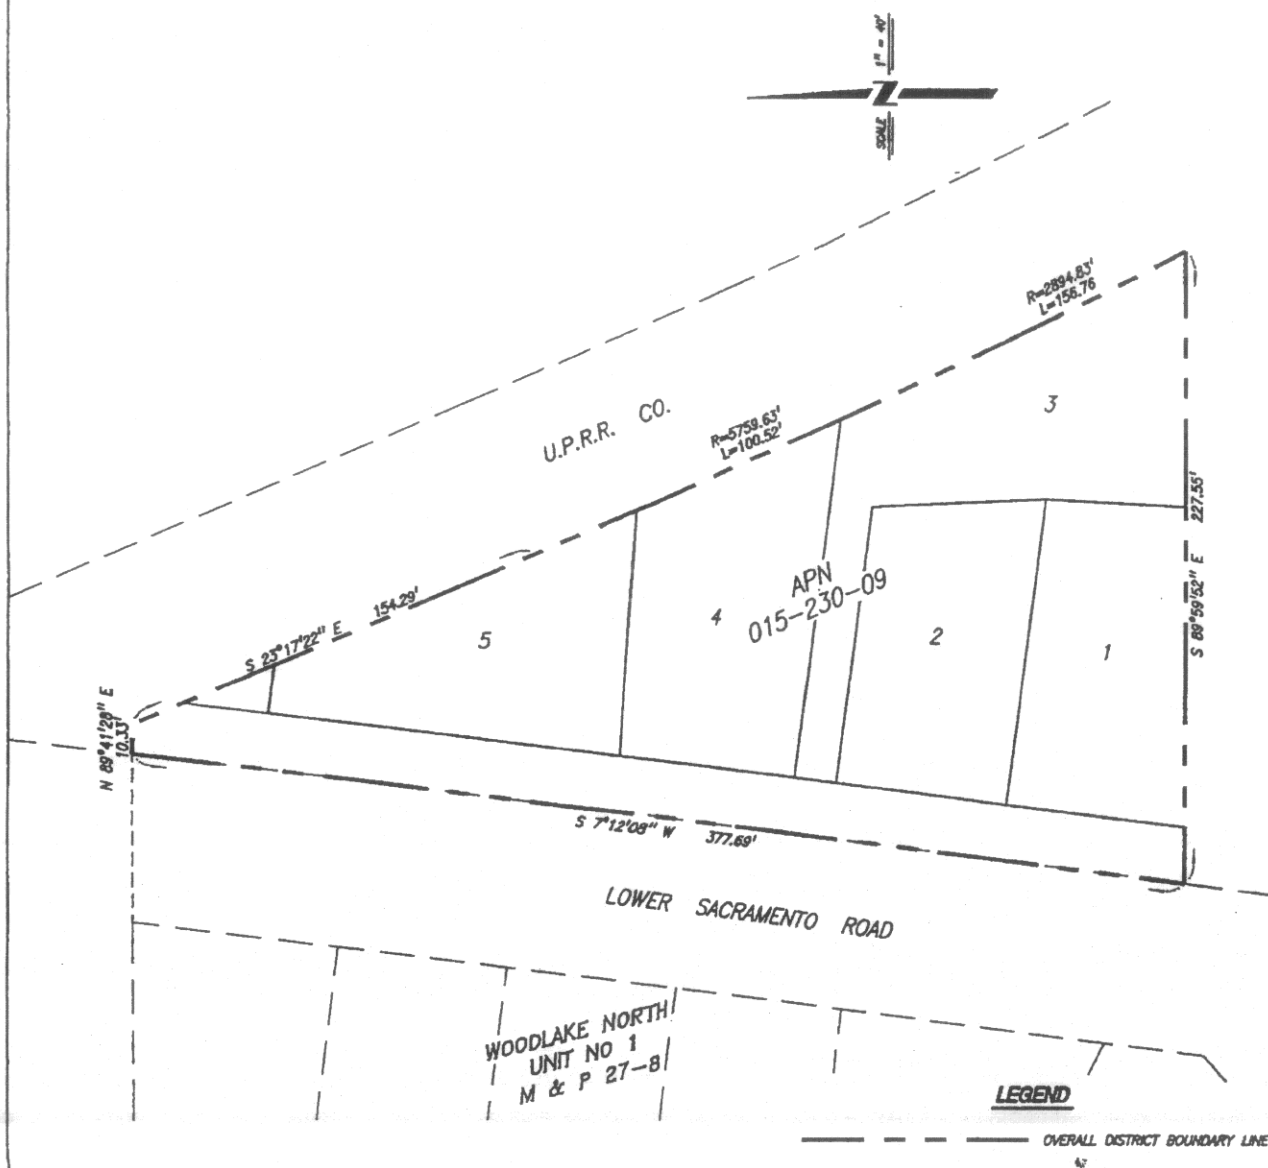 SCALE 1" = 40'
N
R=2894.83'
L=156.76
U.P.R.R. CO.
R=5759.63'
L=100.52'
3
227.55'
S 89°59'52" E
154.29'
S 23°17'22" E
5
4
APN
015-230-09
2
1
N 89°41'28" E
10.33'
S 7°12'08" W 377.69'
LOWER SACRAMENTO ROAD
WOODLAKE NORTH
UNIT NO 1
M & P 27-8
LEGEND
OVERALL DISTRICT BOUNDARY LINE